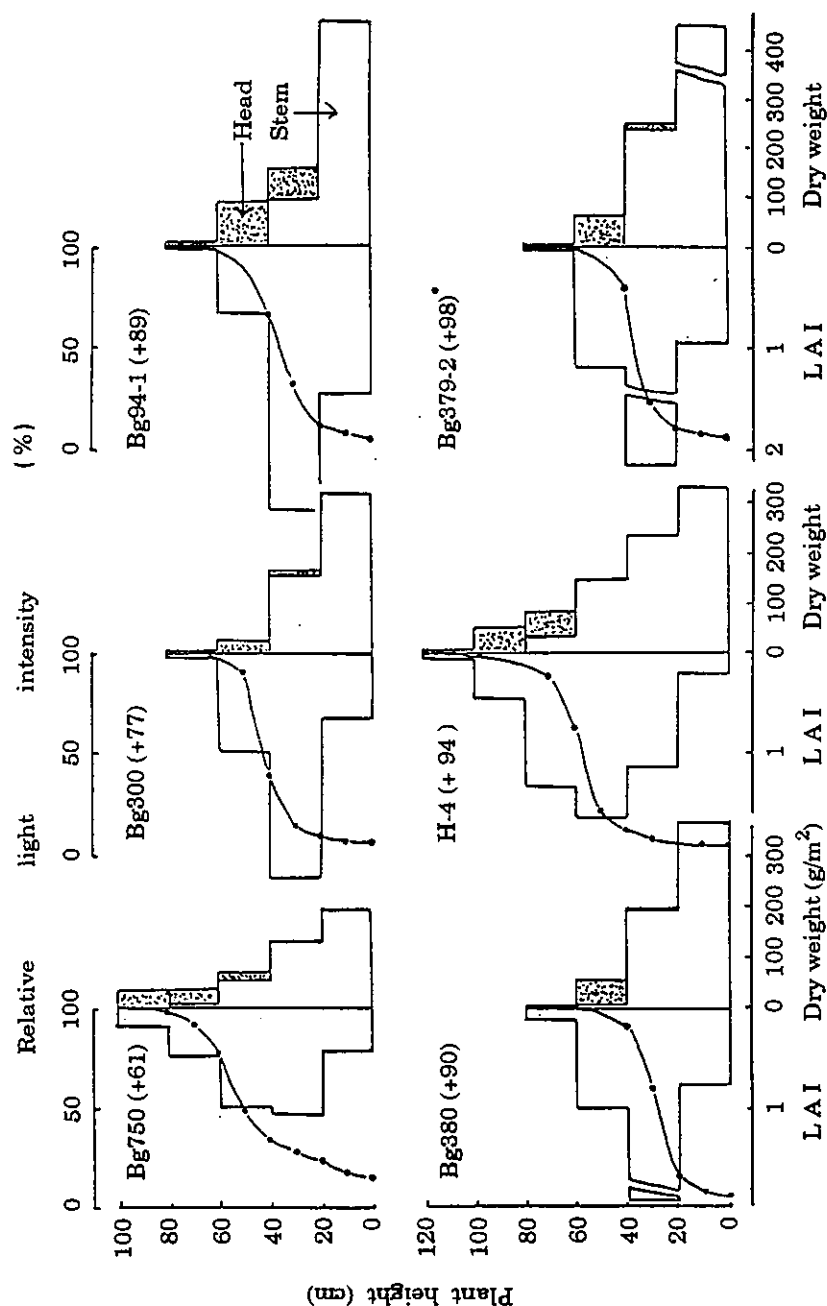 Relative light intensity (%)
0 50 100 0 50 100 0 50 100
Bg750 (+61)
Bg300 (+77)
Bg94-1 (+89)
Head
Stem
100
80
60
40
20
0
Plant height (cm)
Bg380 (+90)
H-4 (+ 94)
Bg379-2 (+98)
120
100
80
60
40
20
0
1 0 100 200 300 1 0 100 200 300 2 1 0 100 200 300 400
L A I Dry weight (g/m²) L A I Dry weight L A I Dry weight